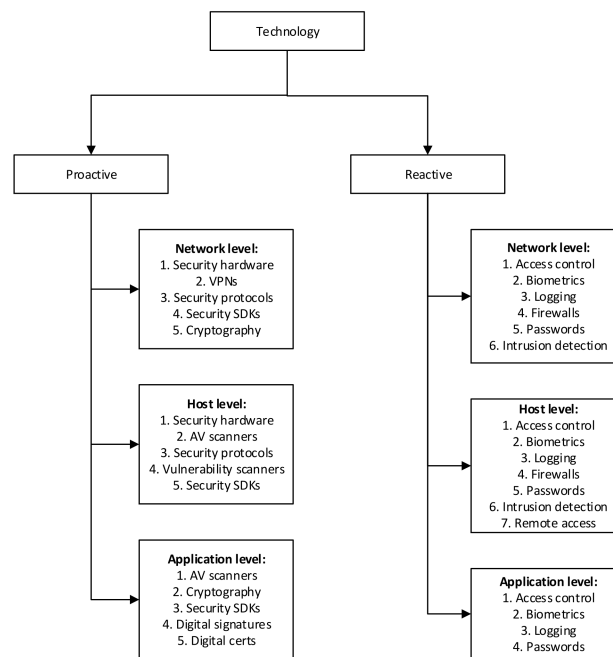 Technology
Proactive
Reactive
Network level:
1. Security hardware
2. VPNs
3. Security protocols
4. Security SDKs
5. Cryptography
Network level:
1. Access control
2. Biometrics
3. Logging
4. Firewalls
5. Passwords
6. Intrusion detection
Host level:
1. Security hardware
2. AV scanners
3. Security protocols
4. Vulnerability scanners
5. Security SDKs
Host level:
1. Access control
2. Biometrics
3. Logging
4. Firewalls
5. Passwords
6. Intrusion detection
7. Remote access
Application level:
1. AV scanners
2. Cryptography
3. Security SDKs
4. Digital signatures
5. Digital certs
Application level:
1. Access control
2. Biometrics
3. Logging
4. Passwords